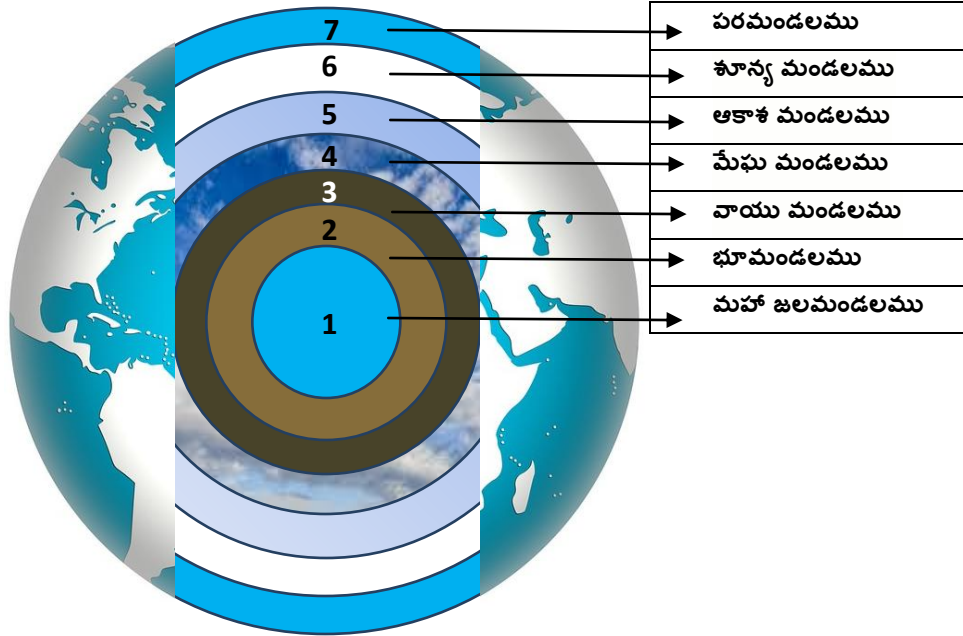 7 పరమండలము
6 శూన్య మండలము
5 ఆకాశ మండలము
4 మేఘ మండలము
3 వాయు మండలము
2 భూమండలము
1 మహా జలమండలము